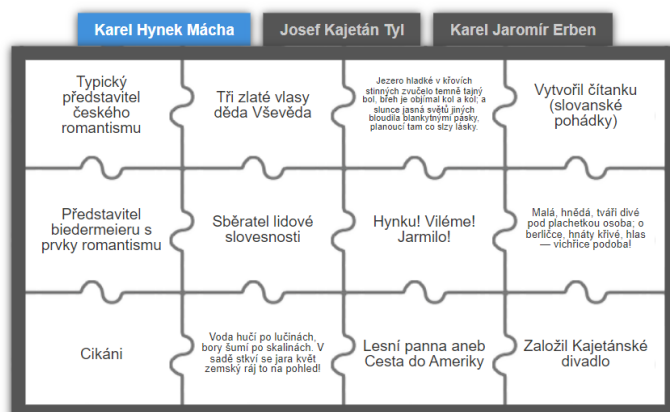 Karel Hynek Mácha
Josef Kajetán Tyl
Karel Jaromír Erben
Typický
představitel
českého
romantismu
Tři zlaté vlasy
děda Vševěda
Jezero hladké v křovích
stinných zvučelo temně tajný
bol, břeh je objímal kol a kol; a
slunce jasná světů jiných
bloudila blankytnými pásky,
planoucí tam co slzy lásky.
Vytvořil čítanku
(slovanské
pohádky)
Představitel
biedermeieru s
prvky romantismu
Sběratel lidové
slovesnosti
Hynku! Viléme!
Jarmilo!
Malá, hnědá, tváři divé
pod plachetkou osoba; o
berličce, hnáty křivé, hlas
— vichřice podoba!
Cikáni
Voda hučí po lučinách,
bory šumí po skalinách. V
sadě stkví se jara květ
zemský ráj to na pohled!
Lesní panna aneb
Cesta do Ameriky
Založil Kajetánské
divadlo